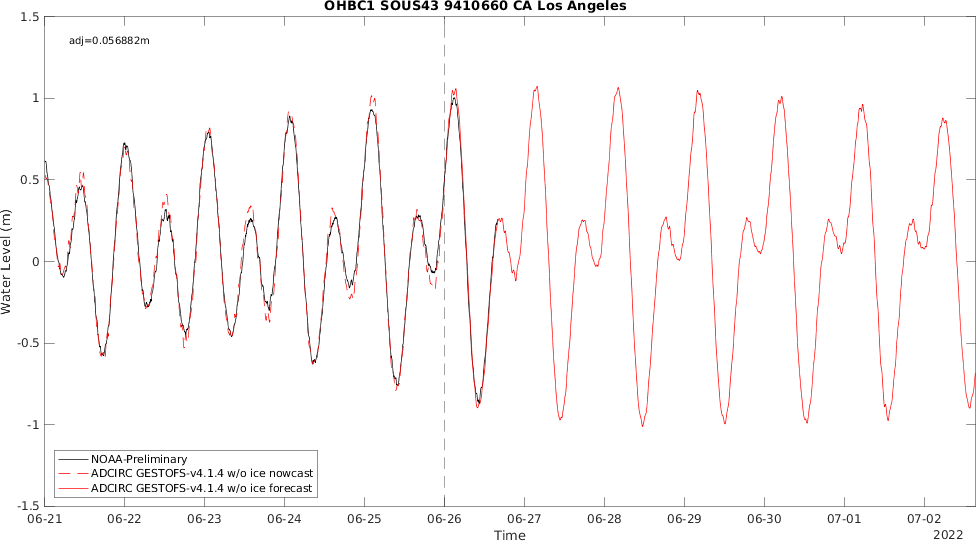 OHBC1 SOUS43 9410660 CA Los Angeles
1.5
adj=0.056882m
1
0.5
0
-0.5
-1
-1.5
Water Level (m)
NOAA-Preliminary
ADCIRC GESTOFS-v4.1.4 w/o ice nowcast
ADCIRC GESTOFS-v4.1.4 w/o ice forecast
06-21 06-22 06-23 06-24 06-25 06-26 06-27 06-28 06-29 06-30 07-01 07-02
Time
2022